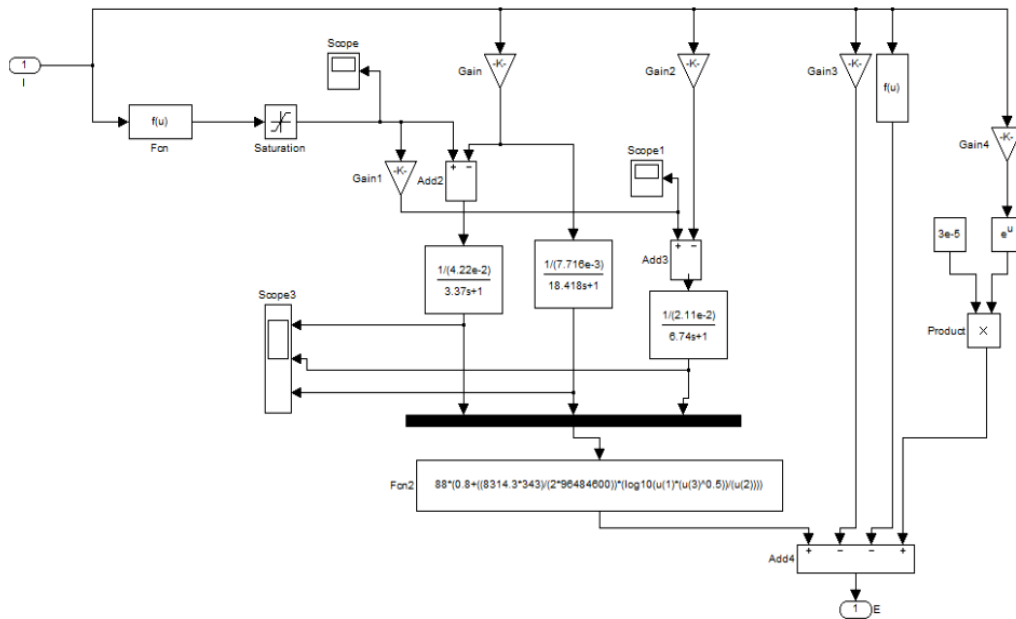 1
I
f(u)
Fcn
Saturation
Scope
-K-
Gain1
-K-
Gain
+ −
Add2
Scope1
-K-
Gain2
-K-
Gain3
f(u)
-K-
Gain4
3e-5
e^u
+ −
Add3
1/(4.22e-2)
3.37s+1
1/(7.716e-3)
18.418s+1
1/(2.11e-2)
6.74s+1
Scope3
×
Product
88*(0.8+((8314.3*343)/(2*96484600))*(log10(u(1)*(u(3)^0.5))/(u(2))))
Fcn2
+ − − +
Add4
1
E